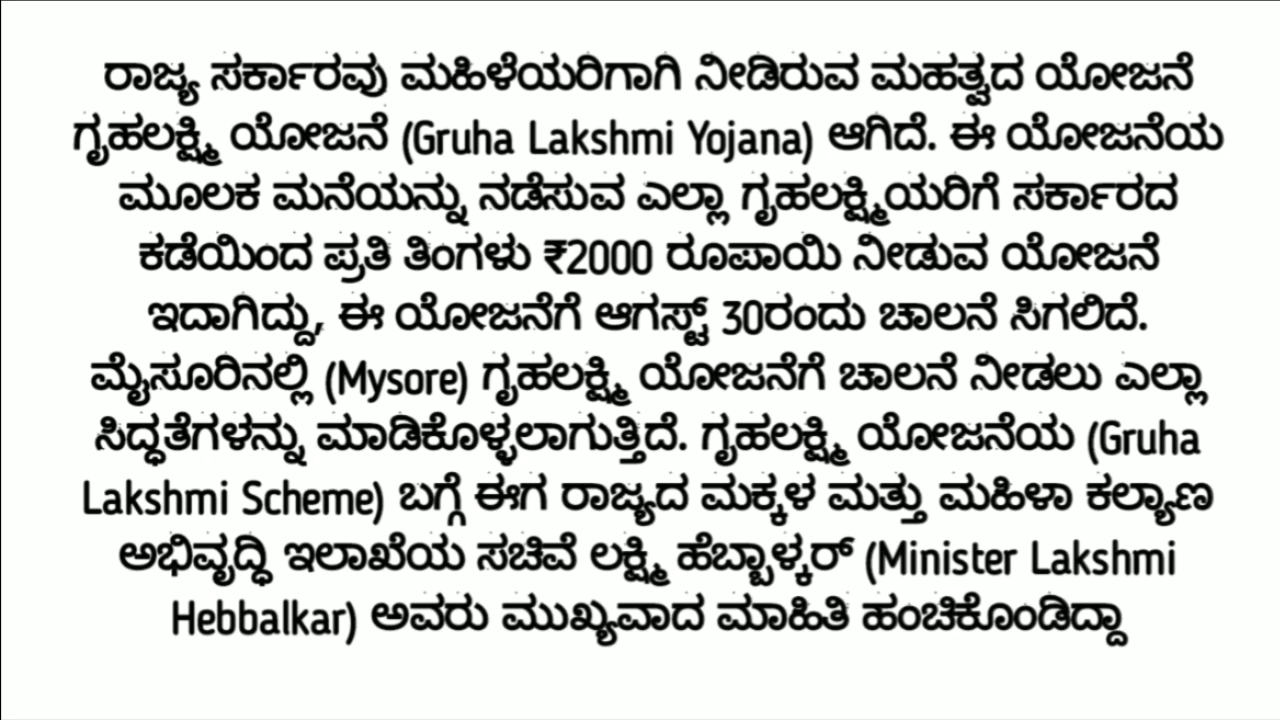 ರಾಜ್ಯ ಸರ್ಕಾರವು ಮಹಿಳೆಯರಿಗಾಗಿ ನೀಡಿರುವ ಮಹತ್ವದ ಯೋಜನೆ
ಗೃಹಲಕ್ಷ್ಮಿ ಯೋಜನೆ (Gruha Lakshmi Yojana) ಆಗಿದೆ. ಈ ಯೋಜನೆಯ
ಮೂಲಕ ಮನೆಯನ್ನು ನಡೆಸುವ ಎಲ್ಲಾ ಗೃಹಲಕ್ಷ್ಮಿಯರಿಗೆ ಸರ್ಕಾರದ
ಕಡೆಯಿಂದ ಪ್ರತಿ ತಿಂಗಳು ₹2000 ರೂಪಾಯಿ ನೀಡುವ ಯೋಜನೆ
ಇದಾಗಿದ್ದು, ಈ ಯೋಜನೆಗೆ ಆಗಸ್ಟ್ 30ರಂದು ಚಾಲನೆ ಸಿಗಲಿದೆ.
ಮೈಸೂರಿನಲ್ಲಿ (Mysore) ಗೃಹಲಕ್ಷ್ಮಿ ಯೋಜನೆಗೆ ಚಾಲನೆ ನೀಡಲು ಎಲ್ಲಾ
ಸಿದ್ಧತೆಗಳನ್ನು ಮಾಡಿಕೊಳ್ಳಲಾಗುತ್ತಿದೆ. ಗೃಹಲಕ್ಷ್ಮಿ ಯೋಜನೆಯ (Gruha
Lakshmi Scheme) ಬಗ್ಗೆ ಈಗ ರಾಜ್ಯದ ಮಕ್ಕಳ ಮತ್ತು ಮಹಿಳಾ ಕಲ್ಯಾಣ
ಅಭಿವೃದ್ಧಿ ಇಲಾಖೆಯ ಸಚಿವೆ ಲಕ್ಷ್ಮಿ ಹೆಬ್ಬಾಳ್ಕರ್ (Minister Lakshmi
Hebbalkar) ಅವರು ಮುಖ್ಯವಾದ ಮಾಹಿತಿ ಹಂಚಿಕೊಂಡಿದ್ದಾ